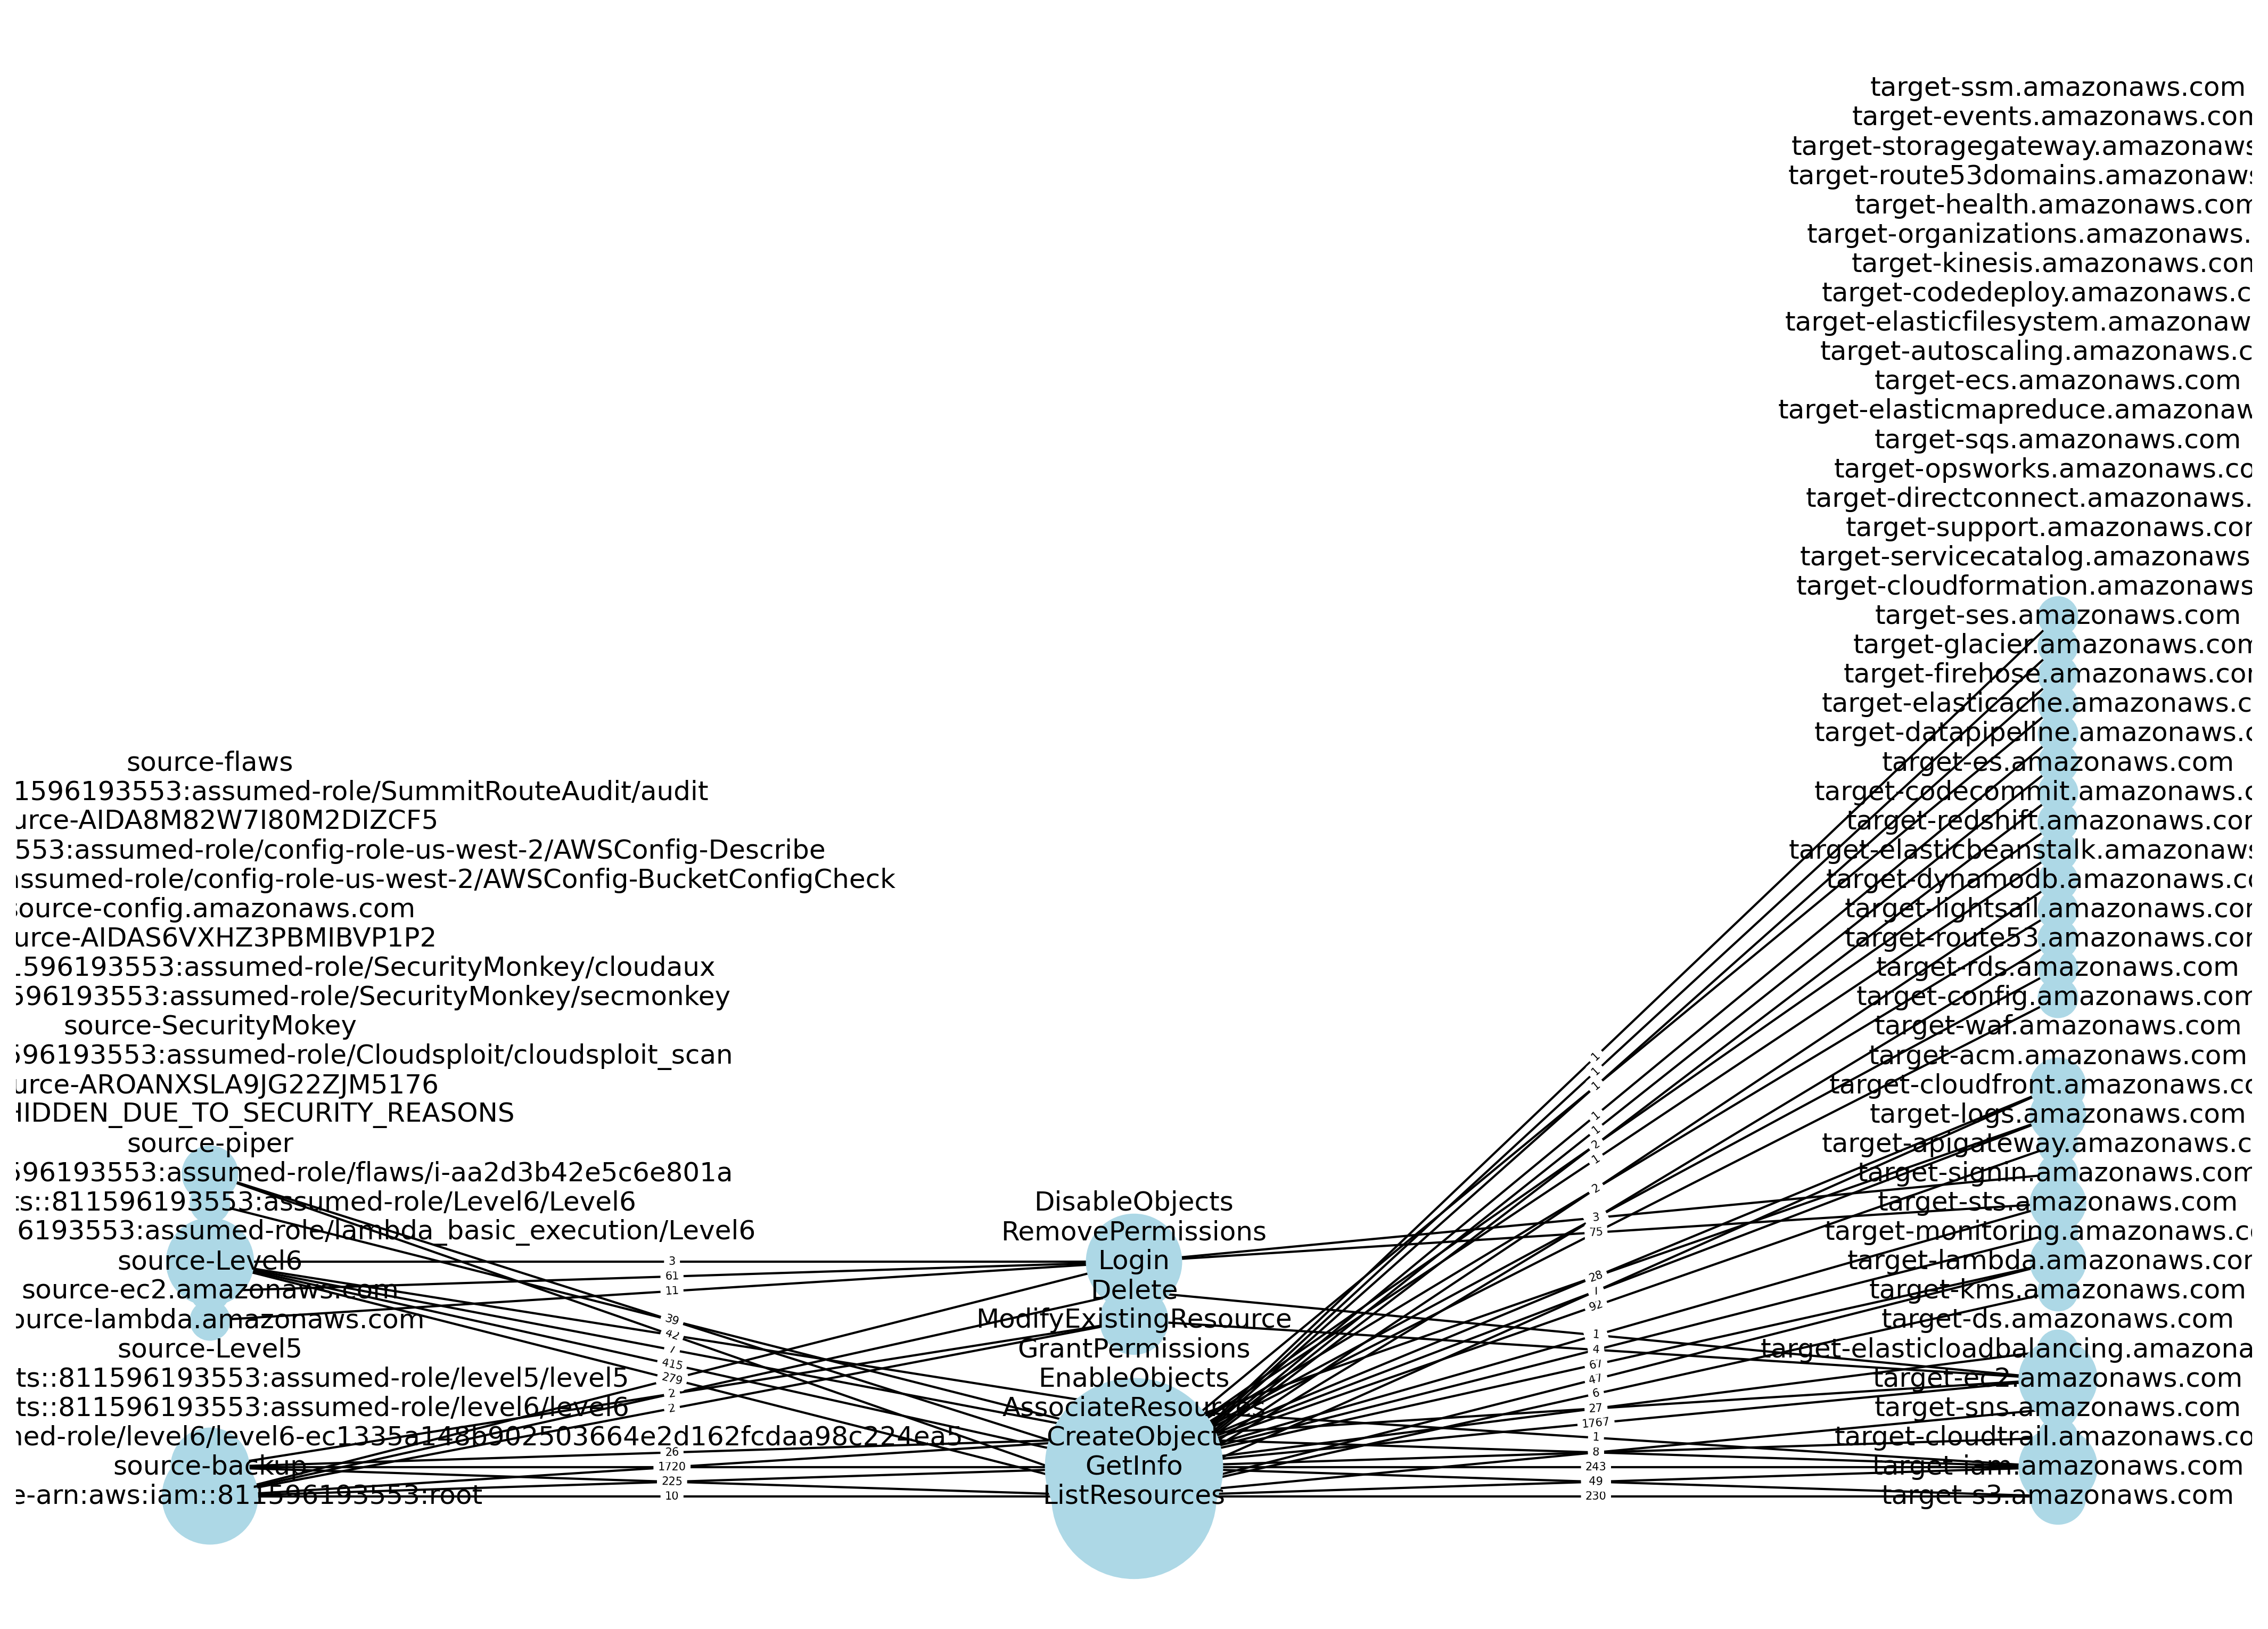 source-flaws
1596193553:assumed-role/SummitRouteAudit/audit
urce-AIDA8M82W7I80M2DIZCF5
553:assumed-role/config-role-us-west-2/AWSConfig-Describe
assumed-role/config-role-us-west-2/AWSConfig-BucketConfigCheck
source-config.amazonaws.com
urce-AIDAS6VXHZ3PBMIBVP1P2
1596193553:assumed-role/SecurityMonkey/cloudaux
596193553:assumed-role/SecurityMonkey/secmonkey
source-SecurityMokey
596193553:assumed-role/Cloudsploit/cloudsploit_scan
urce-AROANXSLA9JG22ZJM5176
HIDDEN_DUE_TO_SECURITY_REASONS
source-piper
596193553:assumed-role/flaws/i-aa2d3b42e5c6e801a
ts::811596193553:assumed-role/Level6/Level6
6193553:assumed-role/lambda_basic_execution/Level6
source-Level6
source-ec2.amazonaws.com
ource-lambda.amazonaws.com
source-Level5
ts::811596193553:assumed-role/level5/level5
ts::811596193553:assumed-role/level6/level6
ned-role/level6/level6-ec1335a148b902503664e2d162fcdaa98c224ea5
source-backup
e-arn:aws:iam::811596193553:root
3
61
11
39
42
7
415
279
2
2
26
1720
225
10
DisableObjects
RemovePermissions
Login
Delete
ModifyExistingResource
GrantPermissions
EnableObjects
AssociateResources
CreateObject
GetInfo
ListResources
1
1
1
1
1
2
1
2
3
75
28
7
92
1
4
67
47
6
27
1767
1
8
243
49
230
target-ssm.amazonaws.com
target-events.amazonaws.com
target-storagegateway.amazonaws
target-route53domains.amazonaws
target-health.amazonaws.com
target-organizations.amazonaws.
target-kinesis.amazonaws.com
target-codedeploy.amazonaws.c
target-elasticfilesystem.amazonaw
target-autoscaling.amazonaws.c
target-ecs.amazonaws.com
target-elasticmapreduce.amazonaw
target-sqs.amazonaws.com
target-opsworks.amazonaws.co
target-directconnect.amazonaws.
target-support.amazonaws.com
target-servicecatalog.amazonaws
target-cloudformation.amazonaws
target-ses.amazonaws.com
target-glacier.amazonaws.com
target-firehose.amazonaws.com
target-elasticache.amazonaws.c
target-datapipeline.amazonaws.c
target-es.amazonaws.com
target-codecommit.amazonaws.c
target-redshift.amazonaws.com
target-elasticbeanstalk.amazonaws
target-dynamodb.amazonaws.co
target-lightsail.amazonaws.com
target-route53.amazonaws.com
target-rds.amazonaws.com
target-config.amazonaws.com
target-waf.amazonaws.com
target-acm.amazonaws.com
target-cloudfront.amazonaws.co
target-logs.amazonaws.com
target-apigateway.amazonaws.c
target-signin.amazonaws.com
target-sts.amazonaws.com
target-monitoring.amazonaws.co
target-lambda.amazonaws.com
target-kms.amazonaws.com
target-ds.amazonaws.com
target-elasticloadbalancing.amazona
target-ec2.amazonaws.com
target-sns.amazonaws.com
target-cloudtrail.amazonaws.co
target-iam.amazonaws.com
target-s3.amazonaws.com